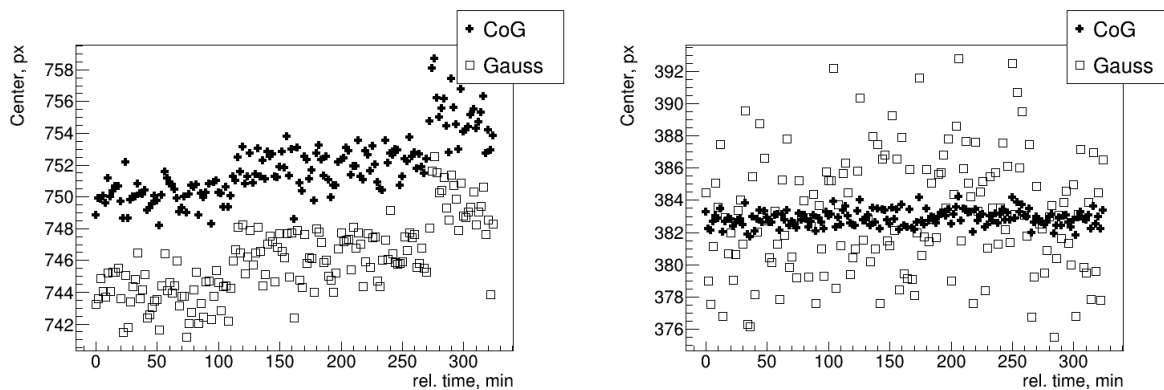 CoG
Gauss
Center, px
758
756
754
752
750
748
746
744
742
0 50 100 150 200 250 300
rel. time, min
CoG
Gauss
Center, px
392
390
388
386
384
382
380
378
376
0 50 100 150 200 250 300
rel. time, min